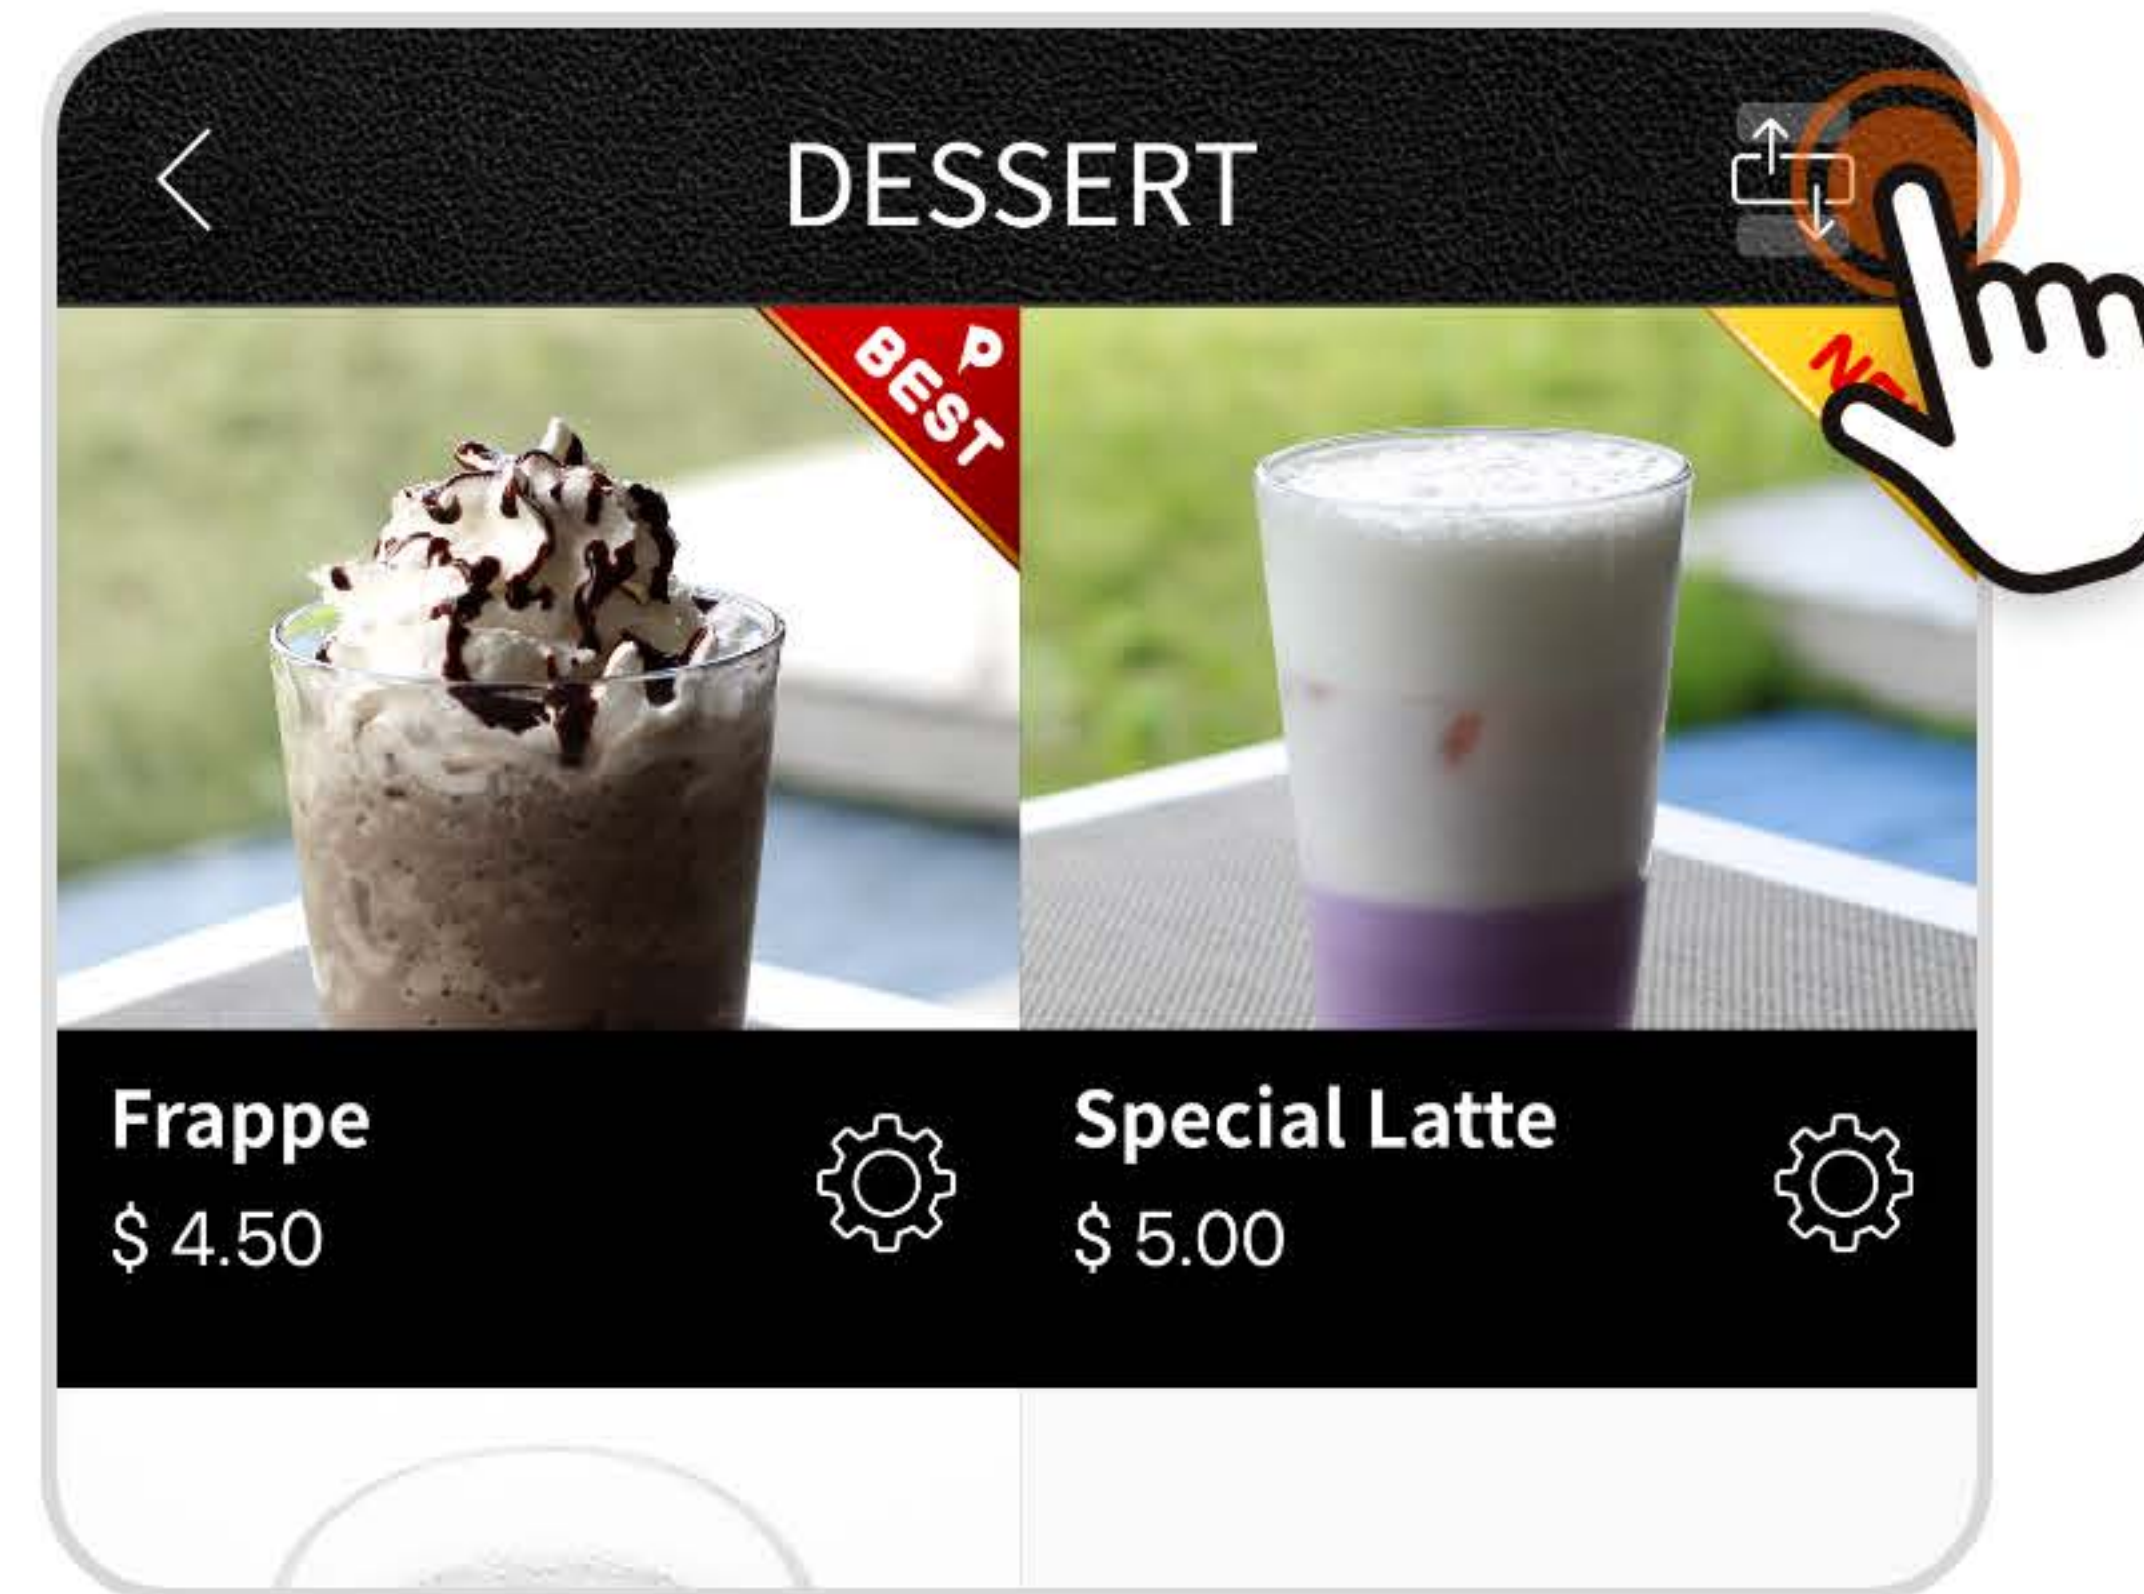 DESSERT
BEST
Frappe
$ 4.50
Special Latte
$ 5.00